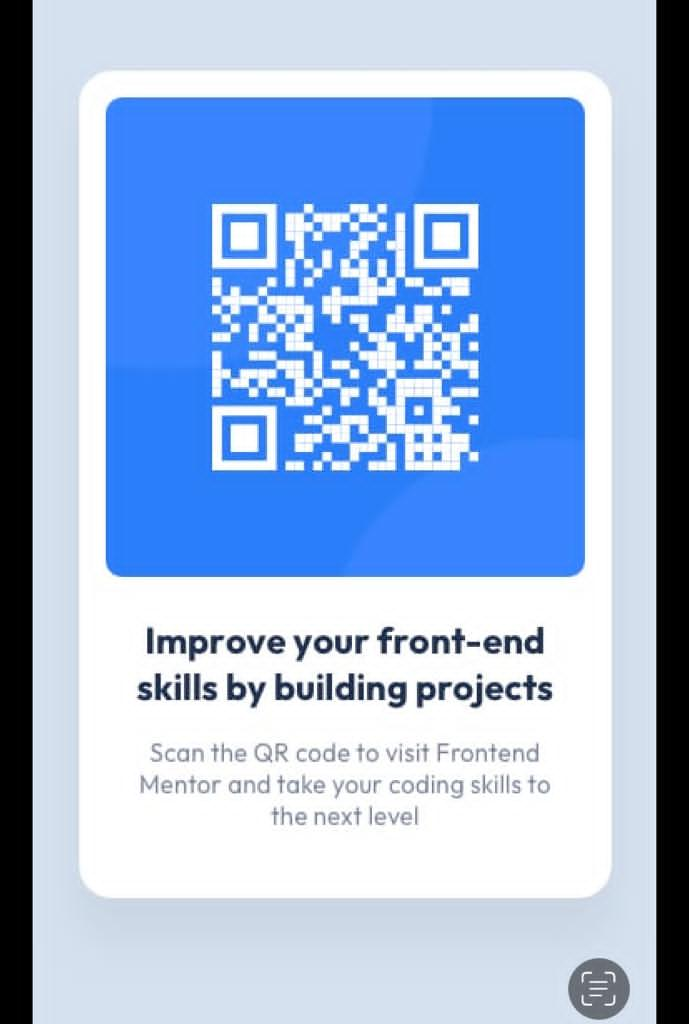 Improve your front-end
skills by building projects
Scan the QR code to visit Frontend
Mentor and take your coding skills to
the next level